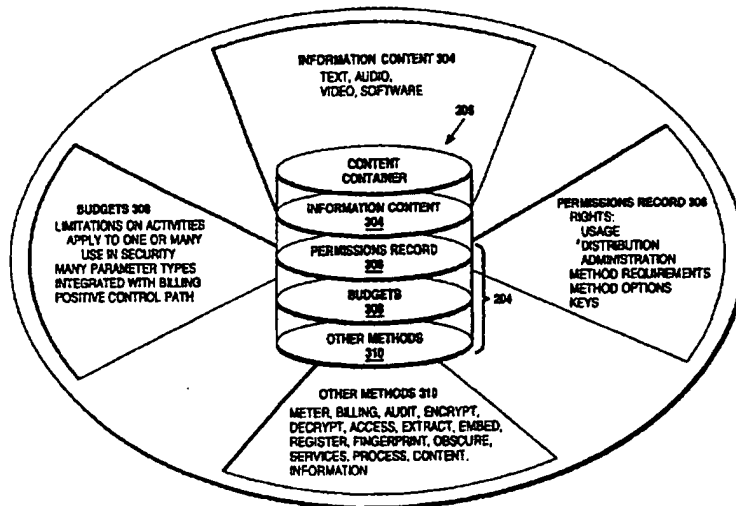 INFORMATION CONTENT 304
TEXT, AUDIO,
VIDEO, SOFTWARE
206
CONTENT
CONTAINER
INFORMATION CONTENT
304
PERMISSIONS RECORD
308
BUDGETS
308
OTHER METHODS
310
204
BUDGETS 308
LIMITATIONS ON ACTIVITIES
APPLY TO ONE OR MANY
USE IN SECURITY
MANY PARAMETER TYPES
INTEGRATED WITH BILLING
POSITIVE CONTROL PATH
PERMISSIONS RECORD 306
RIGHTS:
USAGE
DISTRIBUTION
ADMINISTRATION
METHOD REQUIREMENTS
METHOD OPTIONS
KEYS
OTHER METHODS 310
METER, BILLING, AUDIT, ENCRYPT,
DECRYPT, ACCESS, EXTRACT, EMBED,
REGISTER, FINGERPRINT, OBSCURE,
SERVICES, PROCESS, CONTENT,
INFORMATION